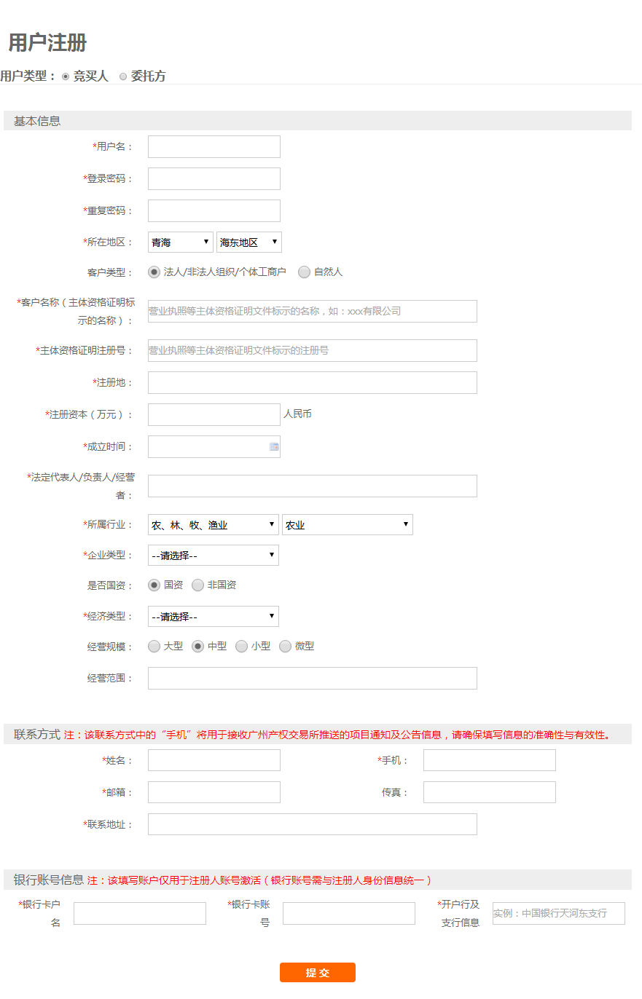 用户注册
用户类型： 竞买人 委托方
基本信息
*用户名：
*登录密码：
*重复密码：
*所在地区： 青海 海东地区
客户类型： 法人/非法人组织/个体工商户 自然人
*客户名称（主体资格证明标
示的名称）： 营业执照等主体资格证明文件标示的名称，如：xxx有限公司
*主体资格证明注册号： 营业执照等主体资格证明文件标示的注册号
*注册地：
*注册资本（万元）： 人民币
*成立时间：
*法定代表人/负责人/经营
者：
*所属行业： 农、林、牧、渔业 农业
*企业类型： --请选择--
是否国资： 国资 非国资
*经济类型： --请选择--
经营规模： 大型 中型 小型 微型
经营范围：
联系方式 注：该联系方式中的“手机”将用于接收广州产权交易所推送的项目通知及公告信息，请确保填写信息的准确性与有效性。
*姓名： *手机：
*邮箱： 传真：
*联系地址：
银行账号信息 注：该填写账户仅用于注册人账号激活（银行账号需与注册人身份信息统一）
*银行卡户
名
*银行卡账
号
*开户行及
支行信息 实例：中国银行天河东支行
提 交